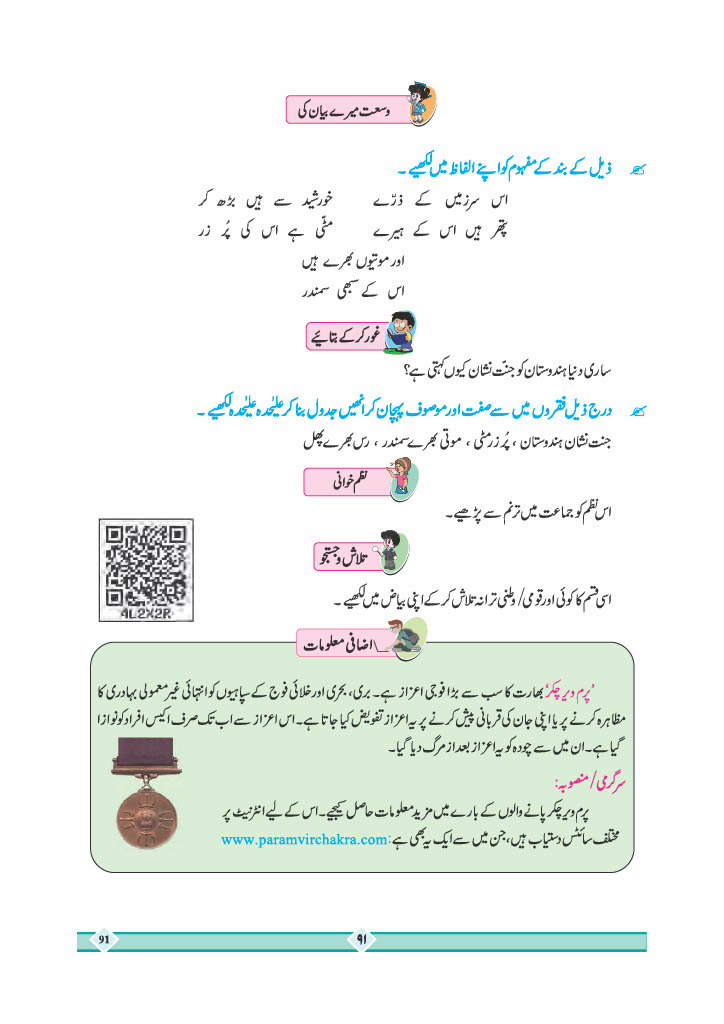 وسعت میرے بیان کی
ذیل کے بند کے مفہوم کو اپنے الفاظ میں لکھیے ۔
اس سرزمیں کے ذرّے خورشید سے ہیں بڑھ کر
پتھر ہیں اس کے ہیرے مٹّی ہے اس کی پُر زر
اور موتیوں بھرے ہیں
اس کے سبھی سمندر
غور کر کے بتائیے
ساری دنیا ہندوستان کو جنّت نشان کیوں کہتی ہے؟
درج ذیل فقروں میں سے صفت اور موصوف پہچان کر انھیں جدول بنا کر علیٰحدہ علیٰحدہ لکھیے ۔
جنت نشان ہندوستان ، پُر زر مٹی ، موتی بھرے سمندر ، رس بھرے پھل
نظم خوانی
اس نظم کو جماعت میں ترنم سے پڑھیے۔
تلاش و جستجو
4L2X2R
اسی قسم کا کوئی اور قومی/ وطنی ترانہ تلاش کر کے اپنی بیاض میں لکھیے ۔
اضافی معلومات
'پرم ویر چکر' بھارت کا سب سے بڑا فوجی اعزاز ہے۔ بری، بحری اور خلائی فوج کے سپاہیوں کو انتہائی غیر معمولی بہادری کا
مظاہرہ کرنے پر یا اپنی جان کی قربانی پیش کرنے پر یہ اعزاز تفویض کیا جاتا ہے۔ اس اعزاز سے اب تک صرف اکیس افراد کو نوازا
گیا ہے۔ ان میں سے چودہ کو یہ اعزاز بعد از مرگ دیا گیا۔
سرگرمی/ منصوبہ:
پرم ویر چکر پانے والوں کے بارے میں مزید معلومات حاصل کیجیے۔ اس کے لیے انٹرنیٹ پر
مختلف سائٹس دستیاب ہیں، جن میں سے ایک یہ بھی ہے: www.paramvirchakra.com
91 ۹۱